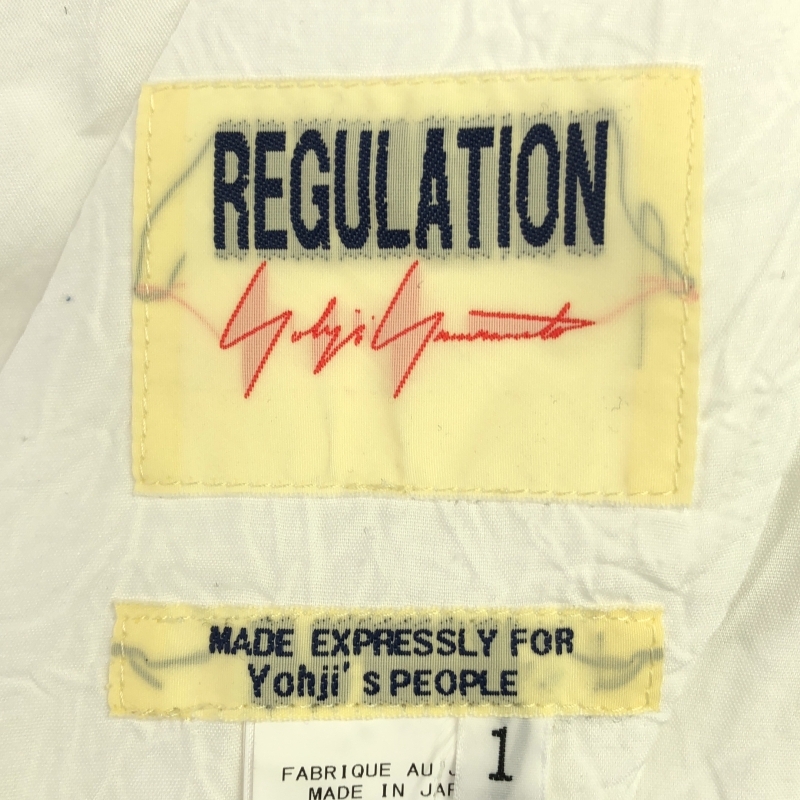 REGULATION
Yohji Yamamoto
MADE EXPRESSLY FOR
Yohji's PEOPLE
1
FABRIQUE AU
MADE IN